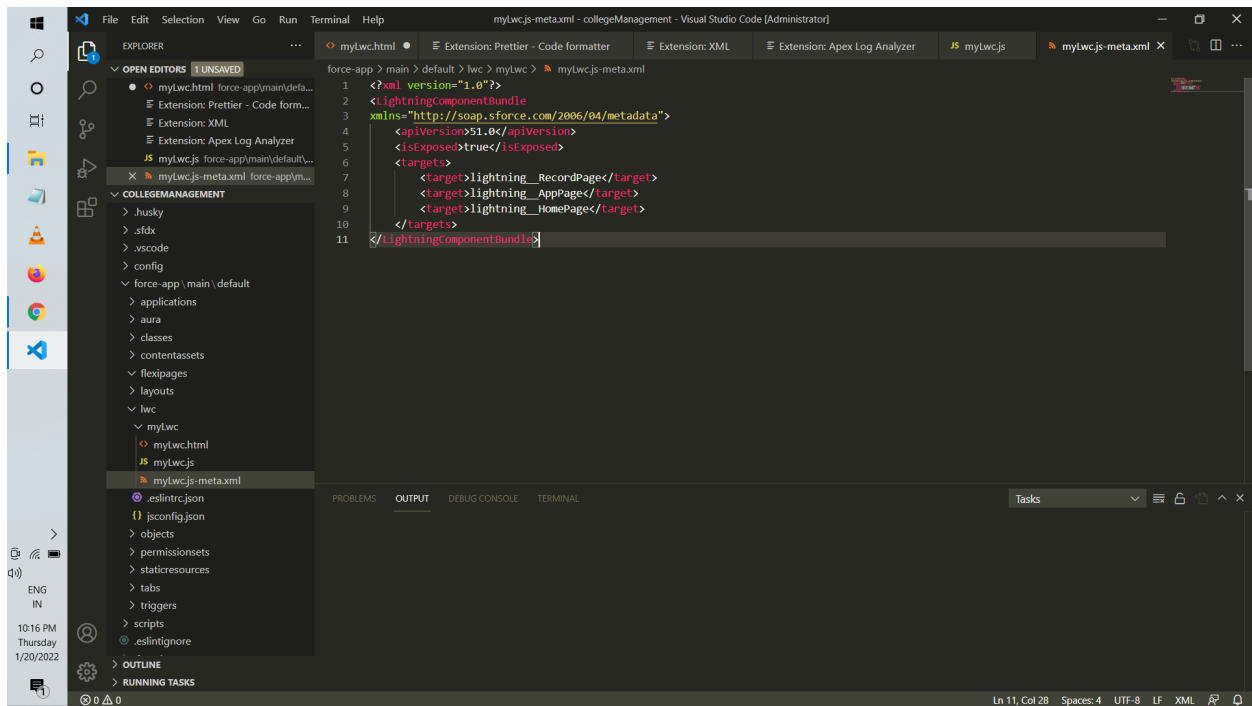 File Edit Selection View Go Run Terminal Help
myLwc.js-meta.xml - collegeManagement - Visual Studio Code [Administrator]
EXPLORER
myLwc.html
Extension: Prettier - Code formatter
Extension: XML
Extension: Apex Log Analyzer
JS myLwc.js
myLwc.js-meta.xml
OPEN EDITORS 1 UNSAVED
myLwc.html force-app\main\defa...
Extension: Prettier - Code form...
Extension: XML
Extension: Apex Log Analyzer
JS myLwc.js force-app\main\default\...
myLwc.js-meta.xml force-app\m...
COLLEGEMANAGEMENT
.husky
.sfdx
.vscode
config
force-app\main\default
applications
aura
classes
contentassets
flexipages
layouts
lwc
myLwc
myLwc.html
JS myLwc.js
myLwc.js-meta.xml
.eslintrc.json
{} jsconfig.json
objects
permissionsets
staticresources
tabs
triggers
scripts
.eslintignore
OUTLINE
RUNNING TASKS
force-app > main > default > lwc > myLwc > myLwc.js-meta.xml
1 <?xml version="1.0"?>
2 <LightningComponentBundle
3 xmlns="http://soap.sforce.com/2006/04/metadata">
4 <apiVersion>51.0</apiVersion>
5 <isExposed>true</isExposed>
6 <targets>
7 <target>lightning__RecordPage</target>
8 <target>lightning__AppPage</target>
9 <target>lightning__HomePage</target>
10 </targets>
11 </LightningComponentBundle>
PROBLEMS OUTPUT DEBUG CONSOLE TERMINAL
Tasks
1
ENG
IN
10:16 PM
Thursday
1/20/2022
1
0 0
Ln 11, Col 28 Spaces: 4 UTF-8 LF XML